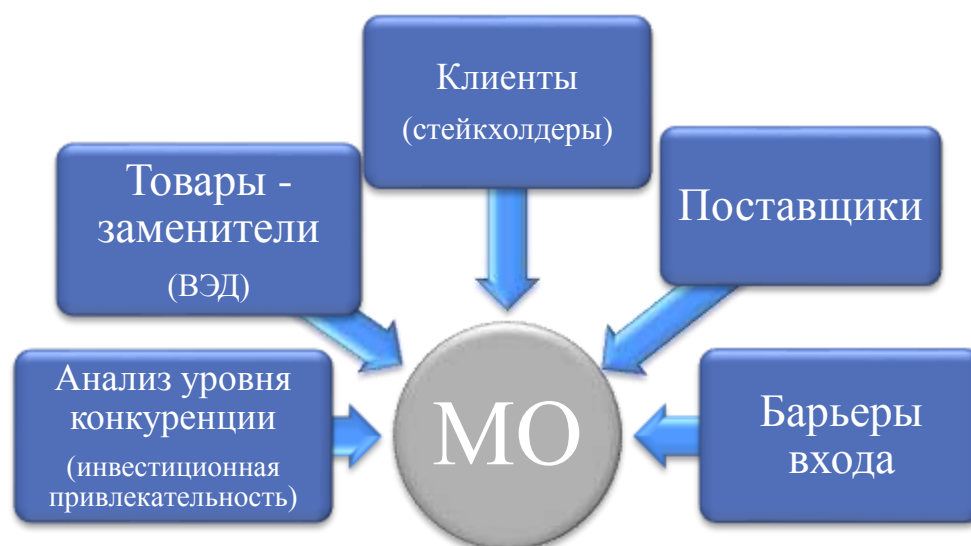 Клиенты
(стейкхолдеры)
Товары -
заменители
(ВЭД)
Поставщики
Анализ уровня
конкуренции
(инвестиционная
привлекательность)
МО
Барьеры
входа